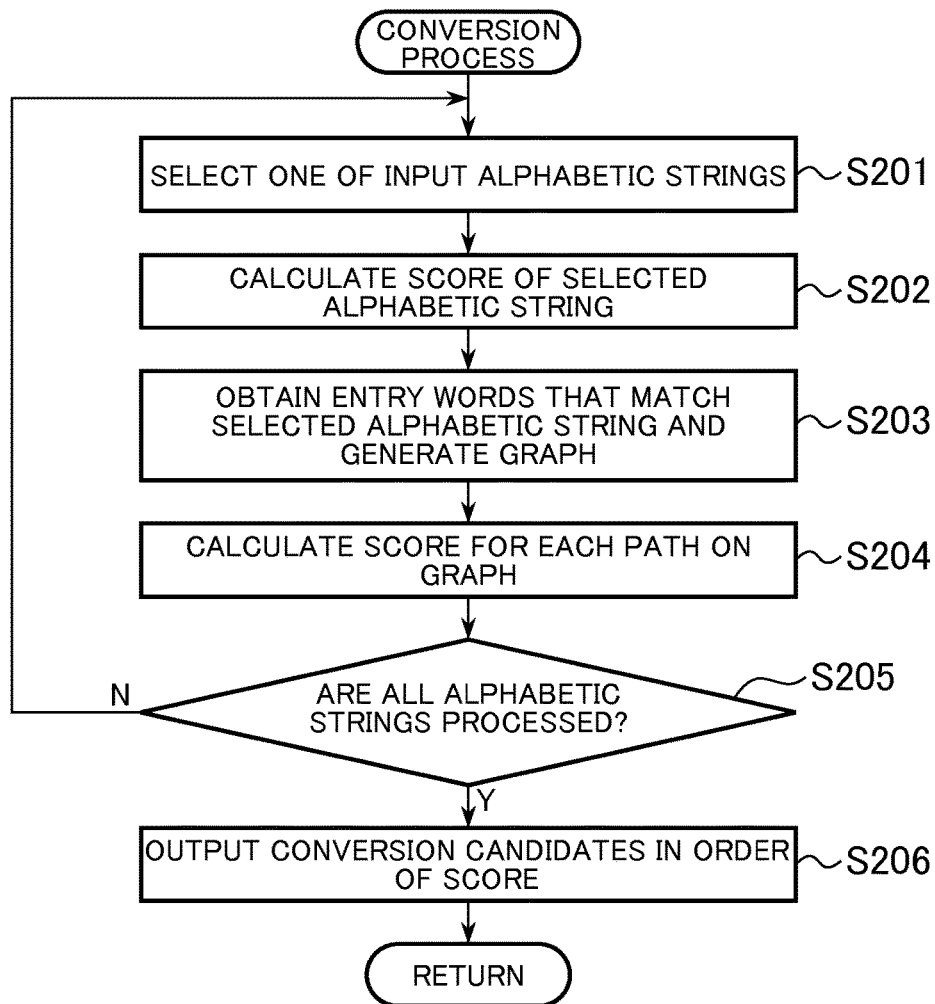 CONVERSION
PROCESS
SELECT ONE OF INPUT ALPHABETIC STRINGS
S201
CALCULATE SCORE OF SELECTED
ALPHABETIC STRING
S202
OBTAIN ENTRY WORDS THAT MATCH
SELECTED ALPHABETIC STRING AND
GENERATE GRAPH
S203
CALCULATE SCORE FOR EACH PATH ON
GRAPH
S204
ARE ALL ALPHABETIC
STRINGS PROCESSED?
S205
N
Y
OUTPUT CONVERSION CANDIDATES IN ORDER
OF SCORE
S206
RETURN